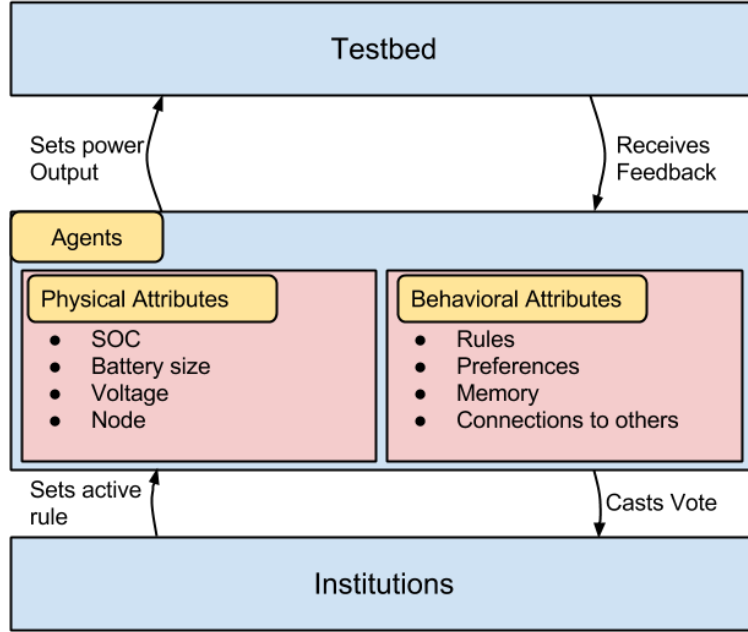 Testbed
Sets power
Output
Receives
Feedback
Agents
Physical Attributes
● SOC
● Battery size
● Voltage
● Node
Behavioral Attributes
● Rules
● Preferences
● Memory
● Connections to others
Sets active
rule
Casts Vote
Institutions